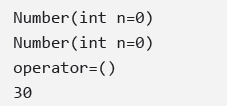 Number(int n=0)
Number(int n=0)
operator=()
30